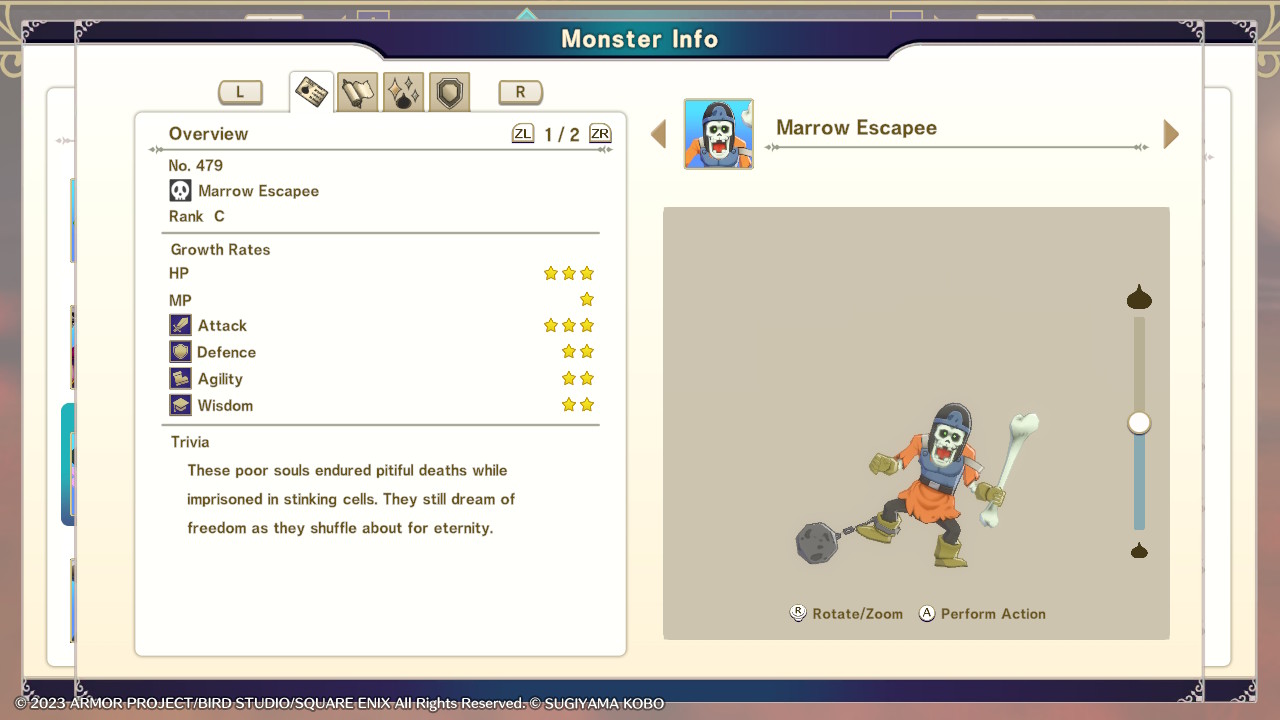 Monster Info
L
R
Overview
ZL 1 / 2 ZR
No. 479
Marrow Escapee
Rank C
Growth Rates
HP
MP
Attack
Defence
Agility
Wisdom
Trivia
These poor souls endured pitiful deaths while
imprisoned in stinking cells. They still dream of
freedom as they shuffle about for eternity.
Marrow Escapee
R Rotate/Zoom A Perform Action
© 2023 ARMOR PROJECT/BIRD STUDIO/SQUARE ENIX All Rights Reserved. © SUGIYAMA KOBO